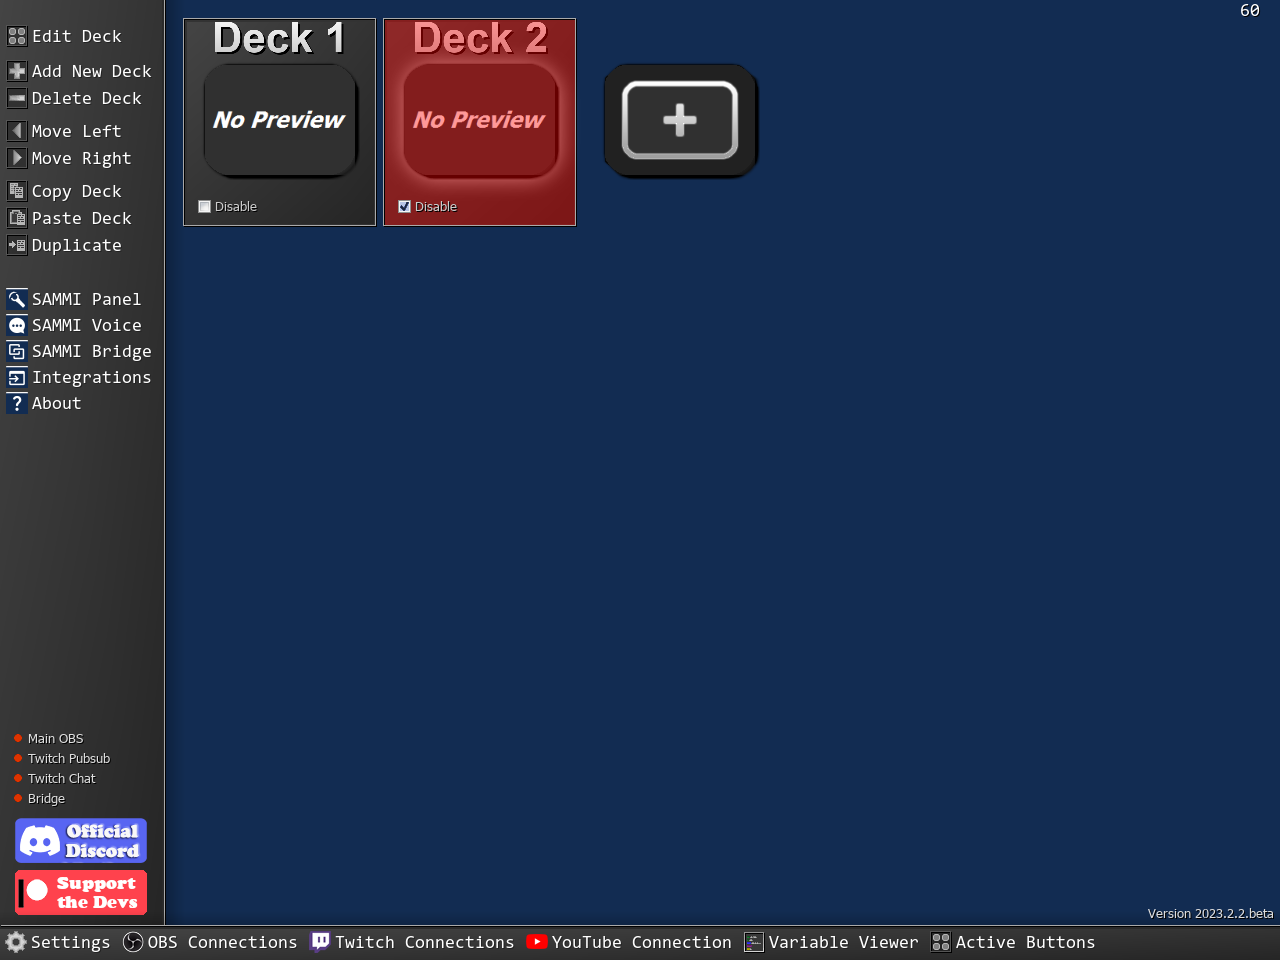 60
Edit Deck
Add New Deck
Delete Deck
Move Left
Move Right
Copy Deck
Paste Deck
Duplicate
SAMMI Panel
SAMMI Voice
SAMMI Bridge
Integrations
? About
Deck 1
No Preview
Disable
Deck 2
No Preview
Disable
Main OBS
Twitch Pubsub
Twitch Chat
Bridge
Official
Discord
Support
the Devs
Version 2023.2.2.beta
Settings OBS Connections Twitch Connections YouTube Connection Variable Viewer Active Buttons